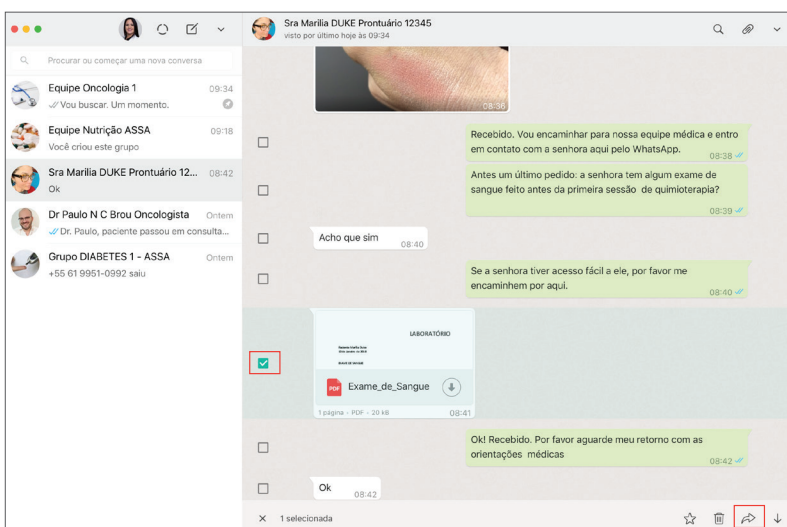 Sra Marilia DUKE Prontuário 12345
visto por último hoje às 09:34
Procurar ou começar uma nova conversa
Equipe Oncologia 1 09:34
Vou buscar. Um momento.
Equipe Nutrição ASSA 09:18
Você criou este grupo
Sra Marilia DUKE Prontuário 12... 08:42
Ok
Dr Paulo N C Brou Oncologista Ontem
Dr. Paulo, paciente passou em consulta...
Grupo DIABETES 1 - ASSA Ontem
+55 61 9951-0992 saiu
08:36
Recebido. Vou encaminhar para nossa equipe médica e entro
em contato com a senhora aqui pelo WhatsApp.
08:38
Antes um último pedido: a senhora tem algum exame de
sangue feito antes da primeira sessão de quimioterapia?
08:39
Acho que sim 08:40
Se a senhora tiver acesso fácil a ele, por favor me
encaminhem por aqui.
08:40
LABORATÓRIO
PDF Exame_de_Sangue
1 página - PDF - 20 kB 08:41
Ok! Recebido. Por favor aguarde meu retorno com as
orientações médicas
08:42
Ok 08:42
1 selecionada